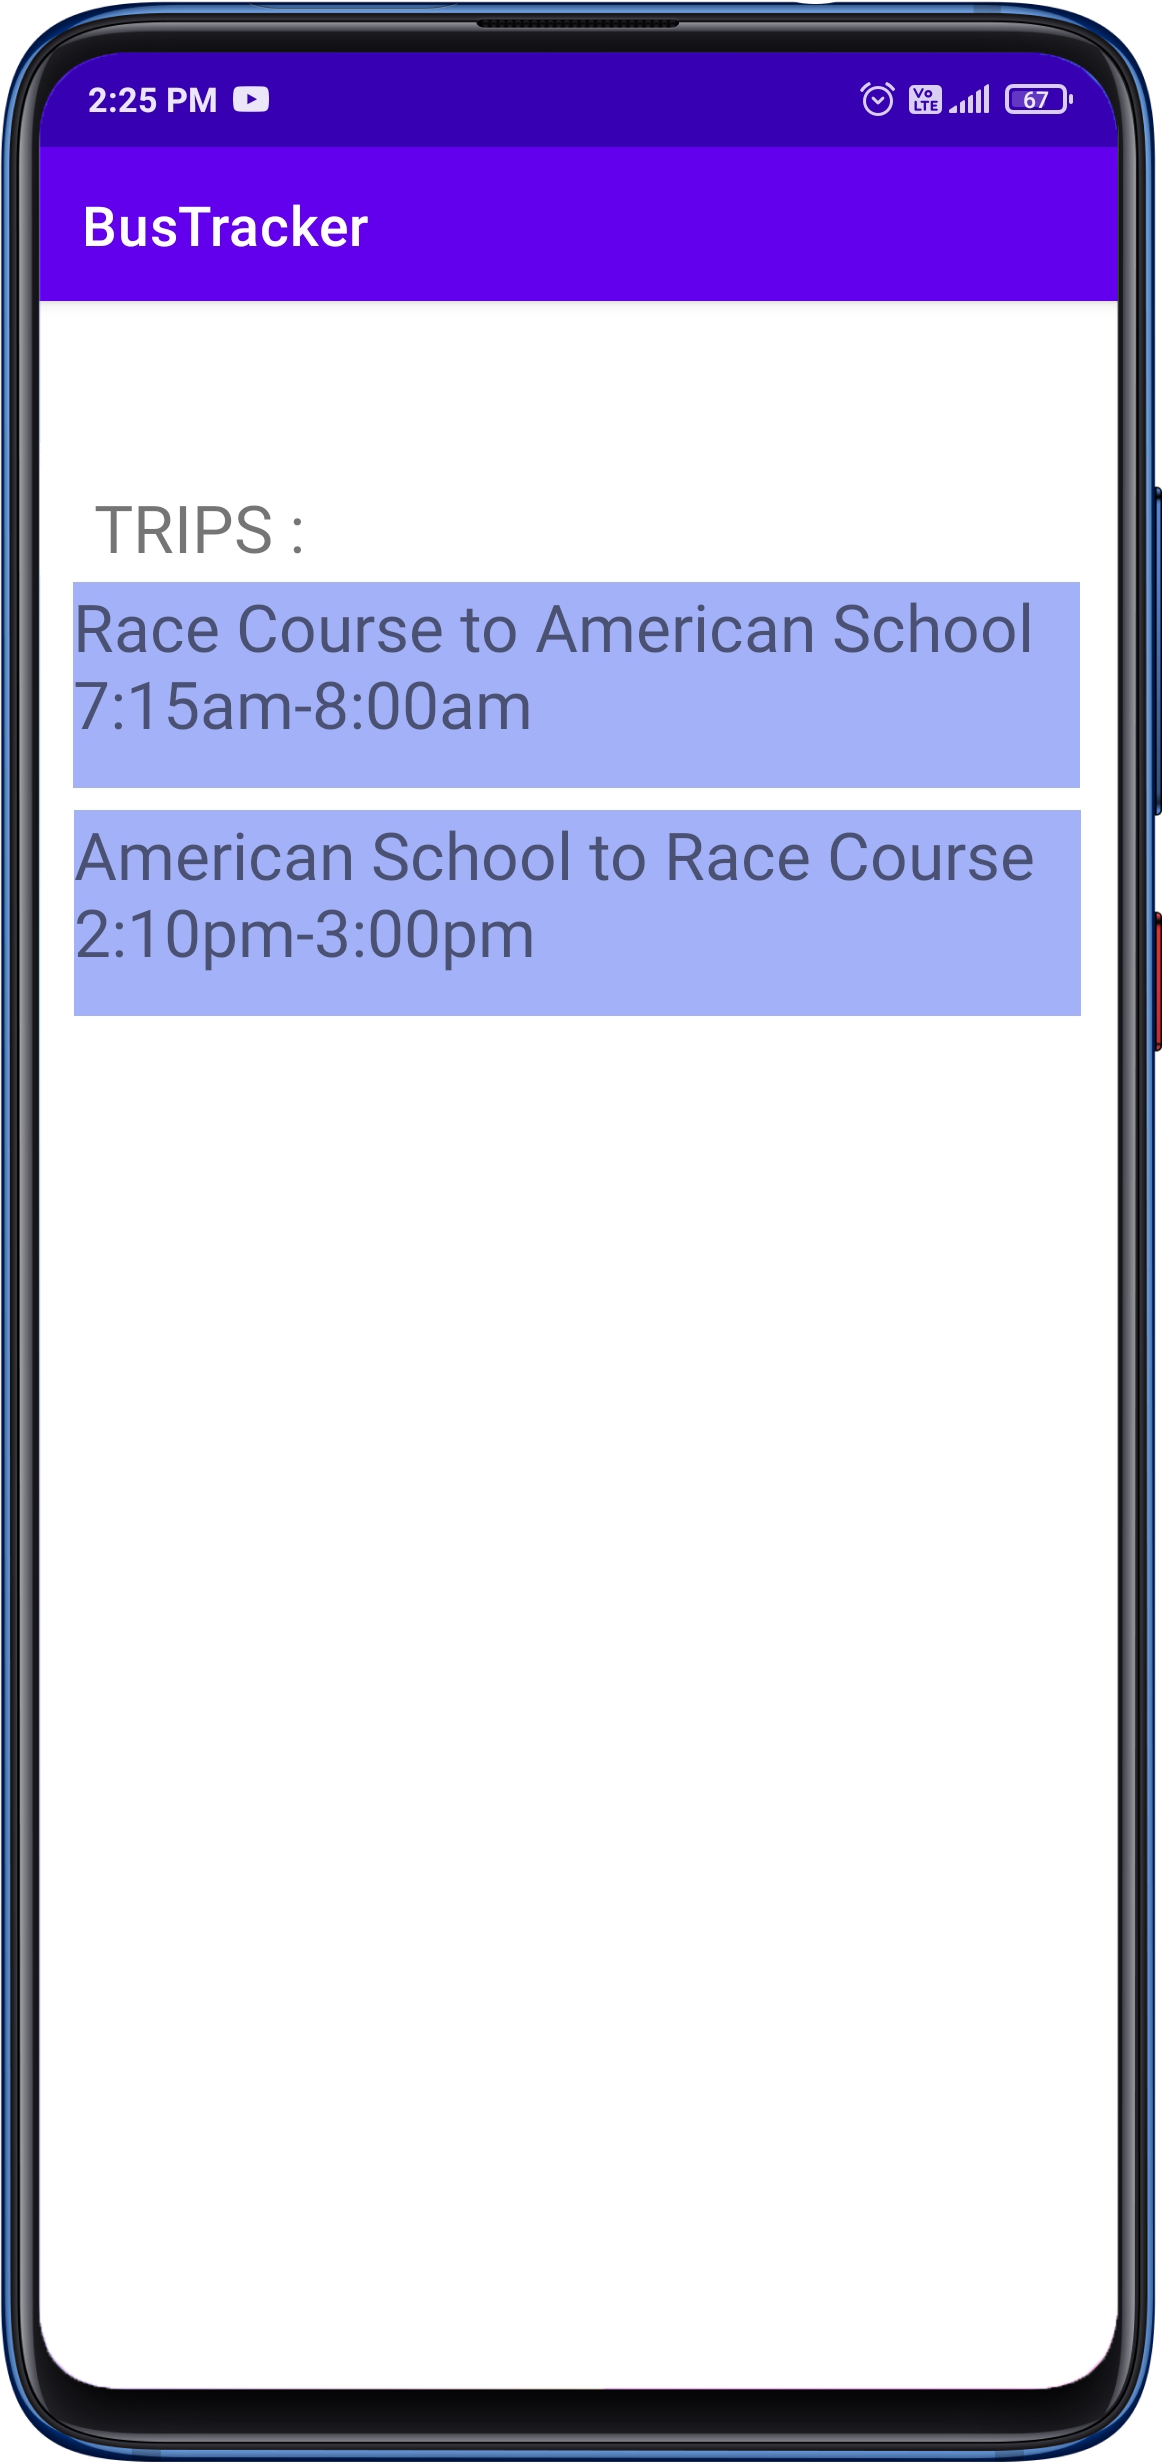 2:25 PM
Vo LTE
67
BusTracker
TRIPS :
Race Course to American School
7:15am-8:00am
American School to Race Course
2:10pm-3:00pm